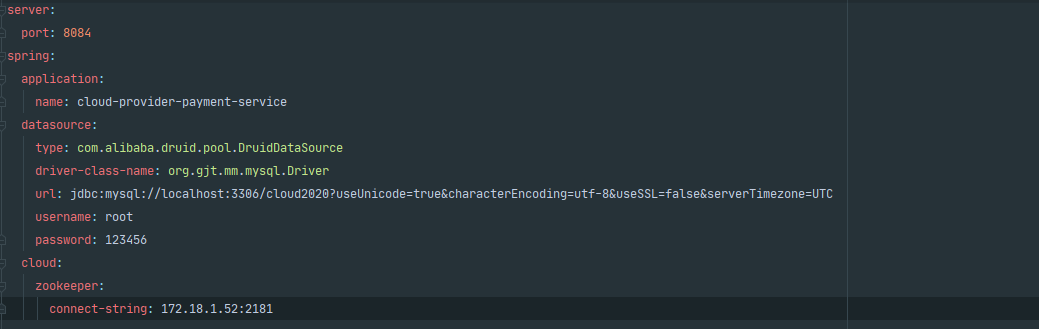 server:
  port: 8084
spring:
  application:
    name: cloud-provider-payment-service
  datasource:
    type: com.alibaba.druid.pool.DruidDataSource
    driver-class-name: org.gjt.mm.mysql.Driver
    url: jdbc:mysql://localhost:3306/cloud2020?useUnicode=true&characterEncoding=utf-8&useSSL=false&serverTimezone=UTC
    username: root
    password: 123456
  cloud:
    zookeeper:
      connect-string: 172.18.1.52:2181